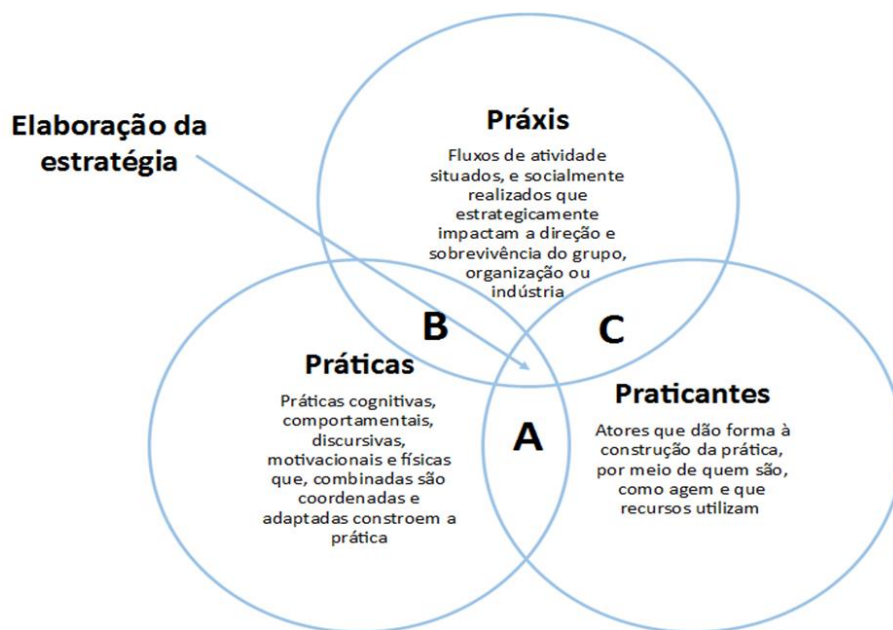 Elaboração da
estratégia
Práxis
Fluxos de atividade
situados, e socialmente
realizados que
estrategicamente
impactam a direção e
sobrevivência do grupo,
organização ou
indústria
B
C
Práticas
Práticas cognitivas,
comportamentais,
discursivas,
motivacionais e físicas
que, combinadas são
coordenadas e
adaptadas constroem a
prática
A
Praticantes
Atores que dão forma à
construção da prática,
por meio de quem são,
como agem e que
recursos utilizam